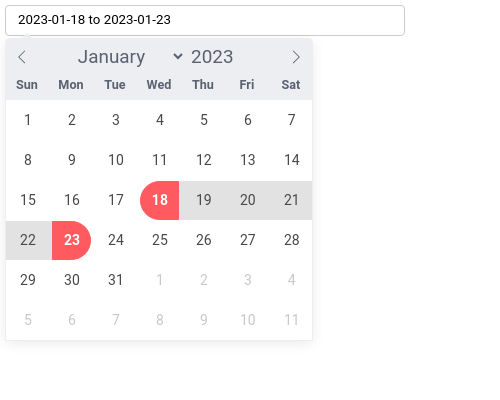 2023-01-18 to 2023-01-23
January 2023
Sun Mon Tue Wed Thu Fri Sat
1 2 3 4 5 6 7
8 9 10 11 12 13 14
15 16 17 18 19 20 21
22 23 24 25 26 27 28
29 30 31 1 2 3 4
5 6 7 8 9 10 11